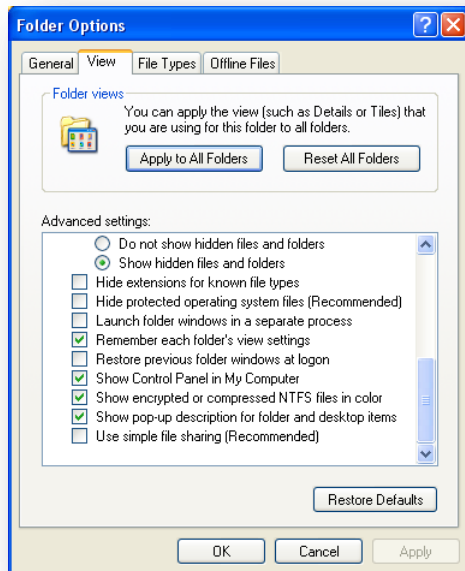 Folder Options
General View File Types Offline Files
Folder views
You can apply the view (such as Details or Tiles) that
you are using for this folder to all folders.
Apply to All Folders Reset All Folders
Advanced settings:
Do not show hidden files and folders
Show hidden files and folders
Hide extensions for known file types
Hide protected operating system files (Recommended)
Launch folder windows in a separate process
Remember each folder's view settings
Restore previous folder windows at logon
Show Control Panel in My Computer
Show encrypted or compressed NTFS files in color
Show pop-up description for folder and desktop items
Use simple file sharing (Recommended)
Restore Defaults
OK Cancel Apply